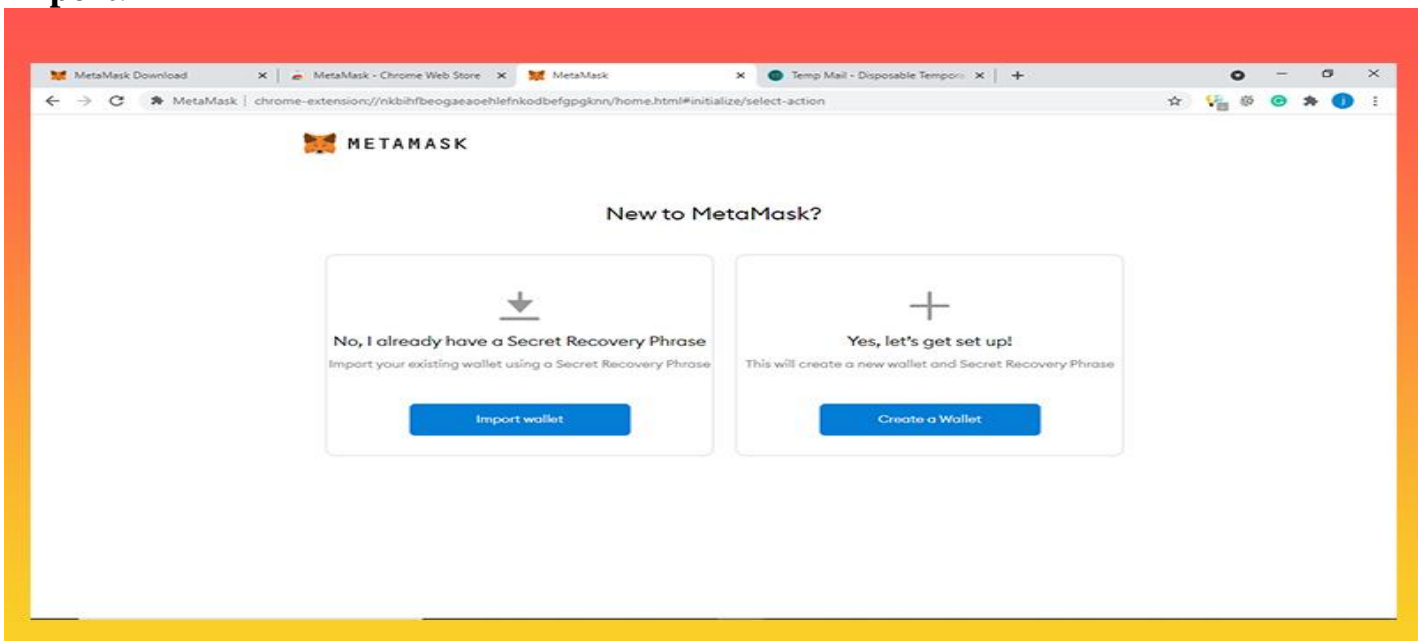 MetaMask Download
MetaMask - Chrome Web Store
MetaMask
Temp Mail - Disposable Tempor
MetaMask | chrome-extension://nkbihfbeogaeaoehlefnkodbefgpgknn/home.html#initialize/select-action
METAMASK
New to MetaMask?
No, I already have a Secret Recovery Phrase
Import your existing wallet using a Secret Recovery Phrase
Import wallet
Yes, let's get set up!
This will create a new wallet and Secret Recovery Phrase
Create a Wallet